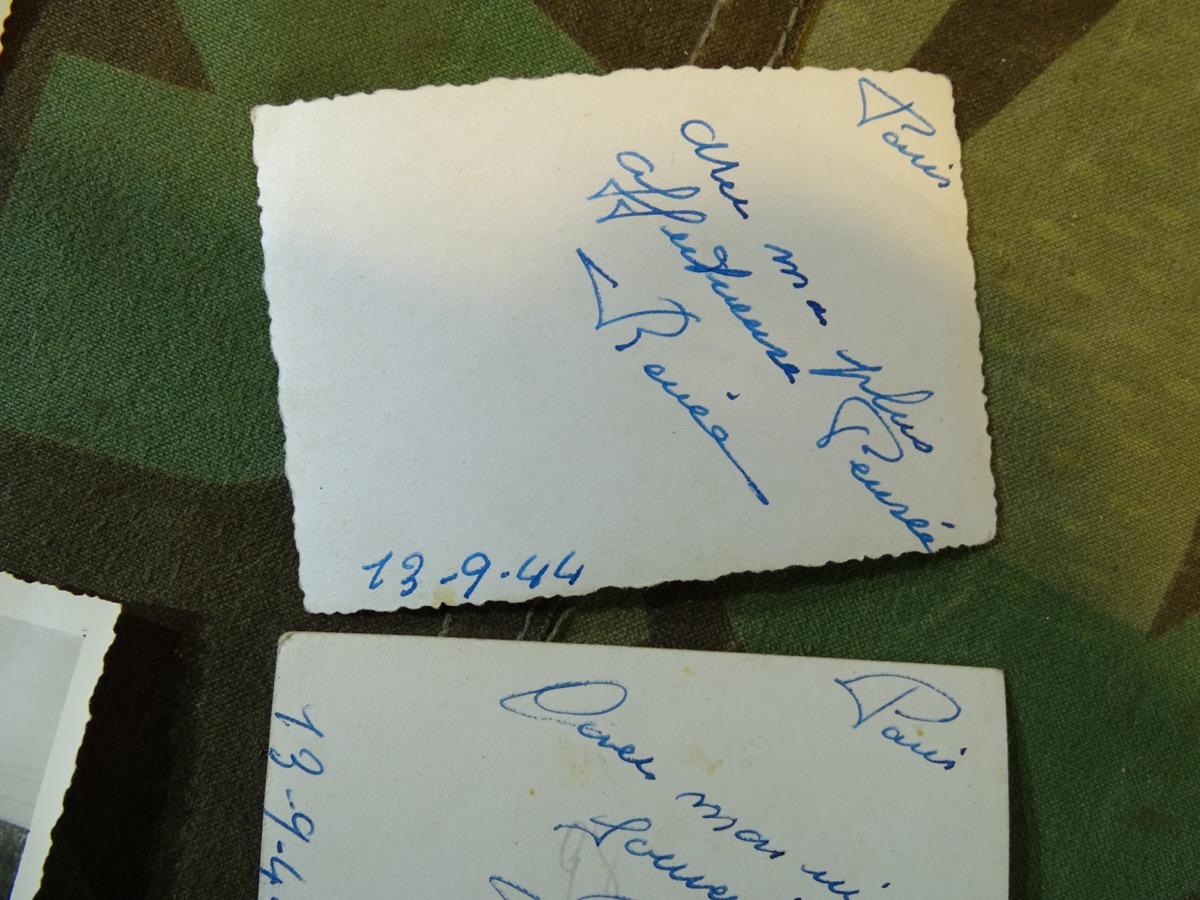 Paris
avec ma plus
affectueuse Pensée
Renée
13-9-44
Paris
Avec mon
13-9-4